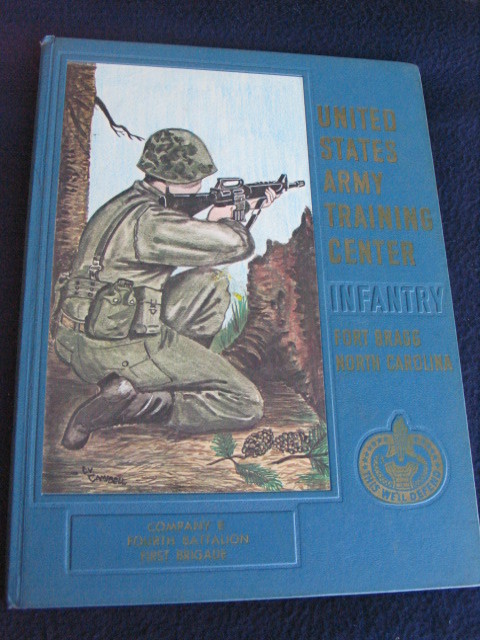 UNITED
STATES
ARMY
TRAINING
CENTER
INFANTRY
FORT BRAGG
NORTH CAROLINA
THIS WE'LL DEFEND
COMPANY E
FOURTH BATTALION
FIRST BRIGADE